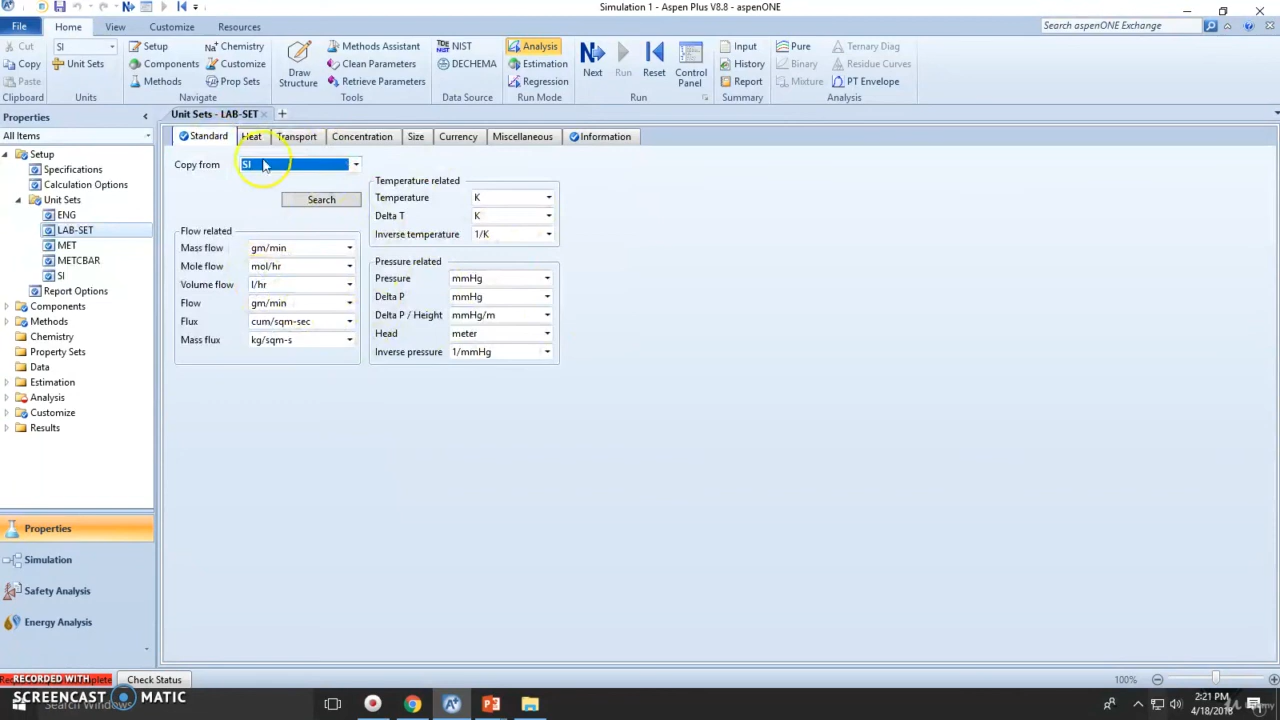 Simulation 1 - Aspen Plus V8.8 - aspenONE
File Home View Customize Resources Search aspenONE Exchange
Cut SI Setup Chemistry Methods Assistant NIST Analysis Input Pure Ternary Diag
Copy Unit Sets Components Customize Clean Parameters DECHEMA Estimation History Binary Residue Curves
Paste Methods Prop Sets Draw Structure Retrieve Parameters Regression Next Run Reset Control Panel Report Mixture PT Envelope
Clipboard Units Navigate Tools Data Source Run Mode Run Summary Analysis
Properties
Unit Sets - LAB-SET
All Items
Standard Heat Transport Concentration Size Currency Miscellaneous Information
Setup
Specifications
Calculation Options
Unit Sets
ENG
LAB-SET
MET
METCBAR
SI
Report Options
Components
Methods
Chemistry
Property Sets
Data
Estimation
Analysis
Customize
Results
Properties
Simulation
Safety Analysis
Energy Analysis
Copy from SI
Search
Flow related
Mass flow gm/min
Mole flow mol/hr
Volume flow l/hr
Flow gm/min
Flux cum/sqm-sec
Mass flux kg/sqm-s
Temperature related
Temperature K
Delta T K
Inverse temperature 1/K
Pressure related
Pressure mmHg
Delta P mmHg
Delta P / Height mmHg/m
Head meter
Inverse pressure 1/mmHg
Check Status
100%
RECORDED WITH
SCREENCAST MATIC
Search Windows
2:21 PM